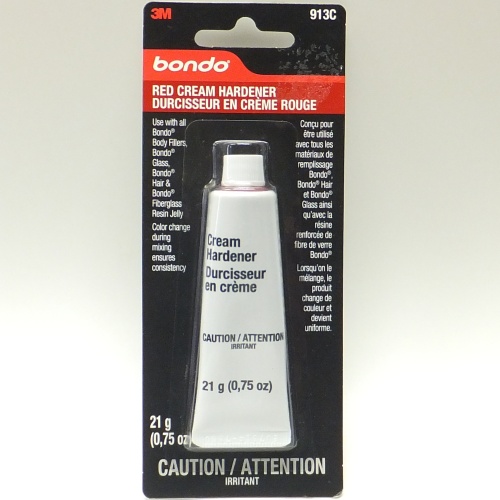 3M
913C
bondo®
RED CREAM HARDENER
DURCISSEUR EN CRÈME ROUGE
Use with all
Bondo®
Body Fillers,
Bondo®
Glass,
Bondo®
Hair &
Bondo®
Fiberglass
Resin Jelly
Color change
during
mixing
ensures
consistency
Conçu pour
être utilisé
avec tous les
matériaux de
remplissage
Bondo®,
Bondo® Hair
et Bondo®
Glass ainsi
qu'avec la
résine
renforcée de
fibre de verre
Bondo®
Lorsqu'on le
mélange, le
produit
change de
couleur et
devient
uniforme.
Cream
Hardener
Durcisseur
en crème
CAUTION / ATTENTION
IRRITANT
21 g (0,75 oz)
21 g
(0,75 oz
CAUTION / ATTENTION
IRRITANT